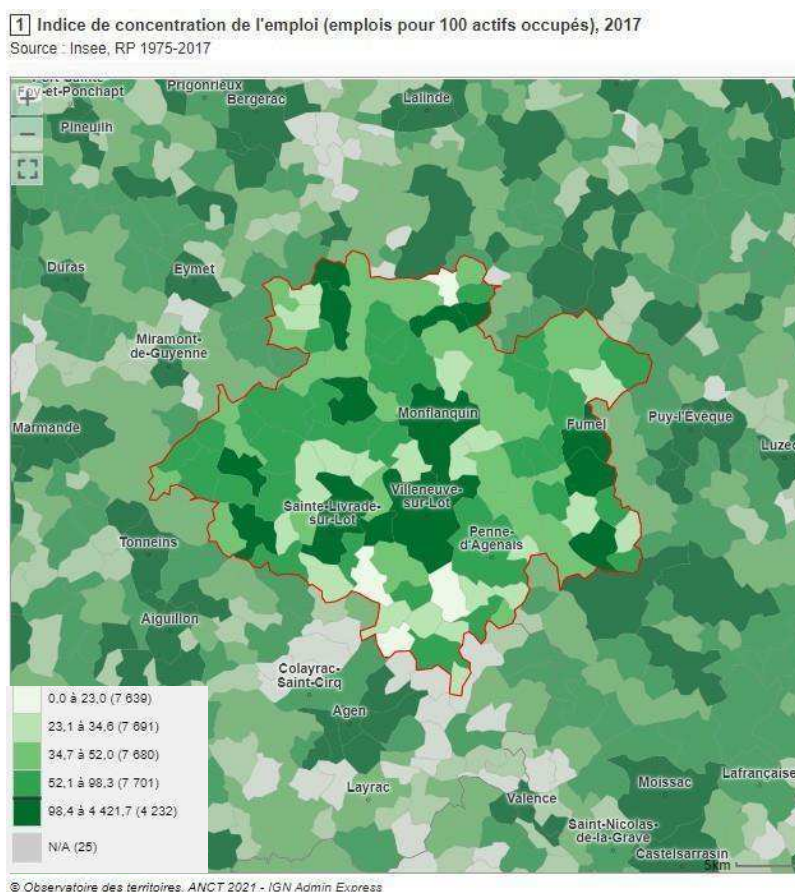 1 Indice de concentration de l'emploi (emplois pour 100 actifs occupés), 2017
Source : Insee, RP 1975-2017
Foy-et-Ponchapt
Prigonrieux
Bergerac
Lalinde
+
Pineuilh
−
Duras
Eymet
Miramont-
de-Guyenne
Monflanquin
Fumel
Puy-l'Évêque
Marmande
Luzec
Villeneuve-
sur-Lot
Sainte-Livrade-
sur-Lot
Penne-
d'Agenais
Tonneins
Aiguillon
Colayrac-
Saint-Cirq
Agen
0,0 à 23,0 (7 639)
23,1 à 34,6 (7 691)
34,7 à 52,0 (7 680)
52,1 à 98,3 (7 701)
98,4 à 4 421,7 (4 232)
N/A (25)
Layrac
Valence
Moissac
Lafrançaise
Saint-Nicolas-
de-la-Grave
Castelsarrasin
5km
© Observatoire des territoires, ANCT 2021 - IGN Admin Express